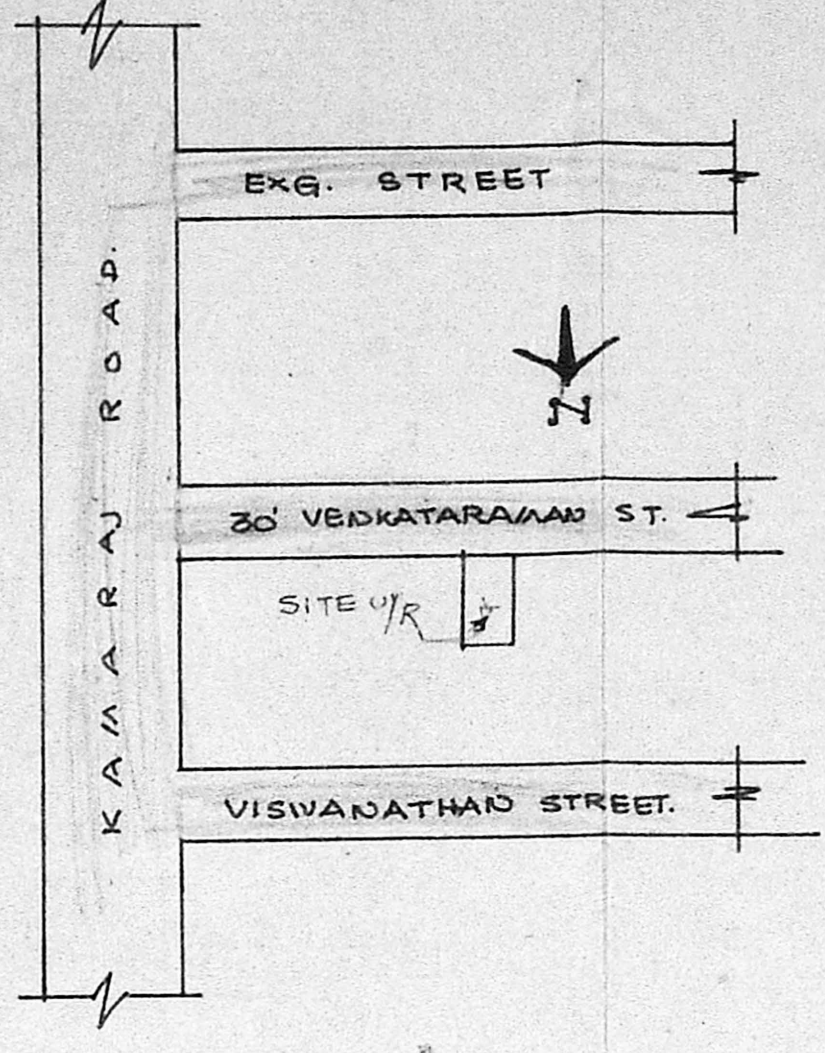 EXG. STREET
KAMARAJ ROAD.
N
30' VENKATARAMAN ST.
SITE U/R
VISWANATHAN STREET.